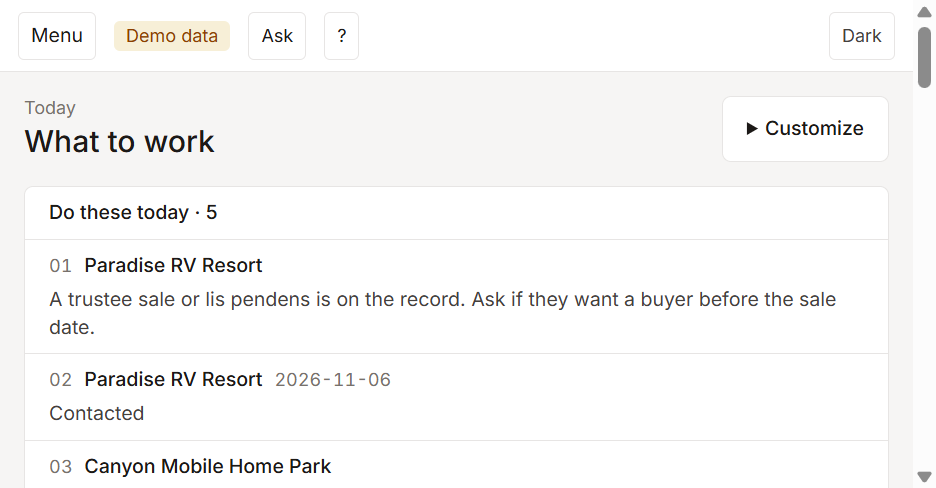 Menu Demo data Ask ? Dark
Today
What to work
▶ Customize
Do these today · 5
01 Paradise RV Resort
A trustee sale or lis pendens is on the record. Ask if they want a buyer before the sale
date.
02 Paradise RV Resort 2026-11-06
Contacted
03 Canyon Mobile Home Park